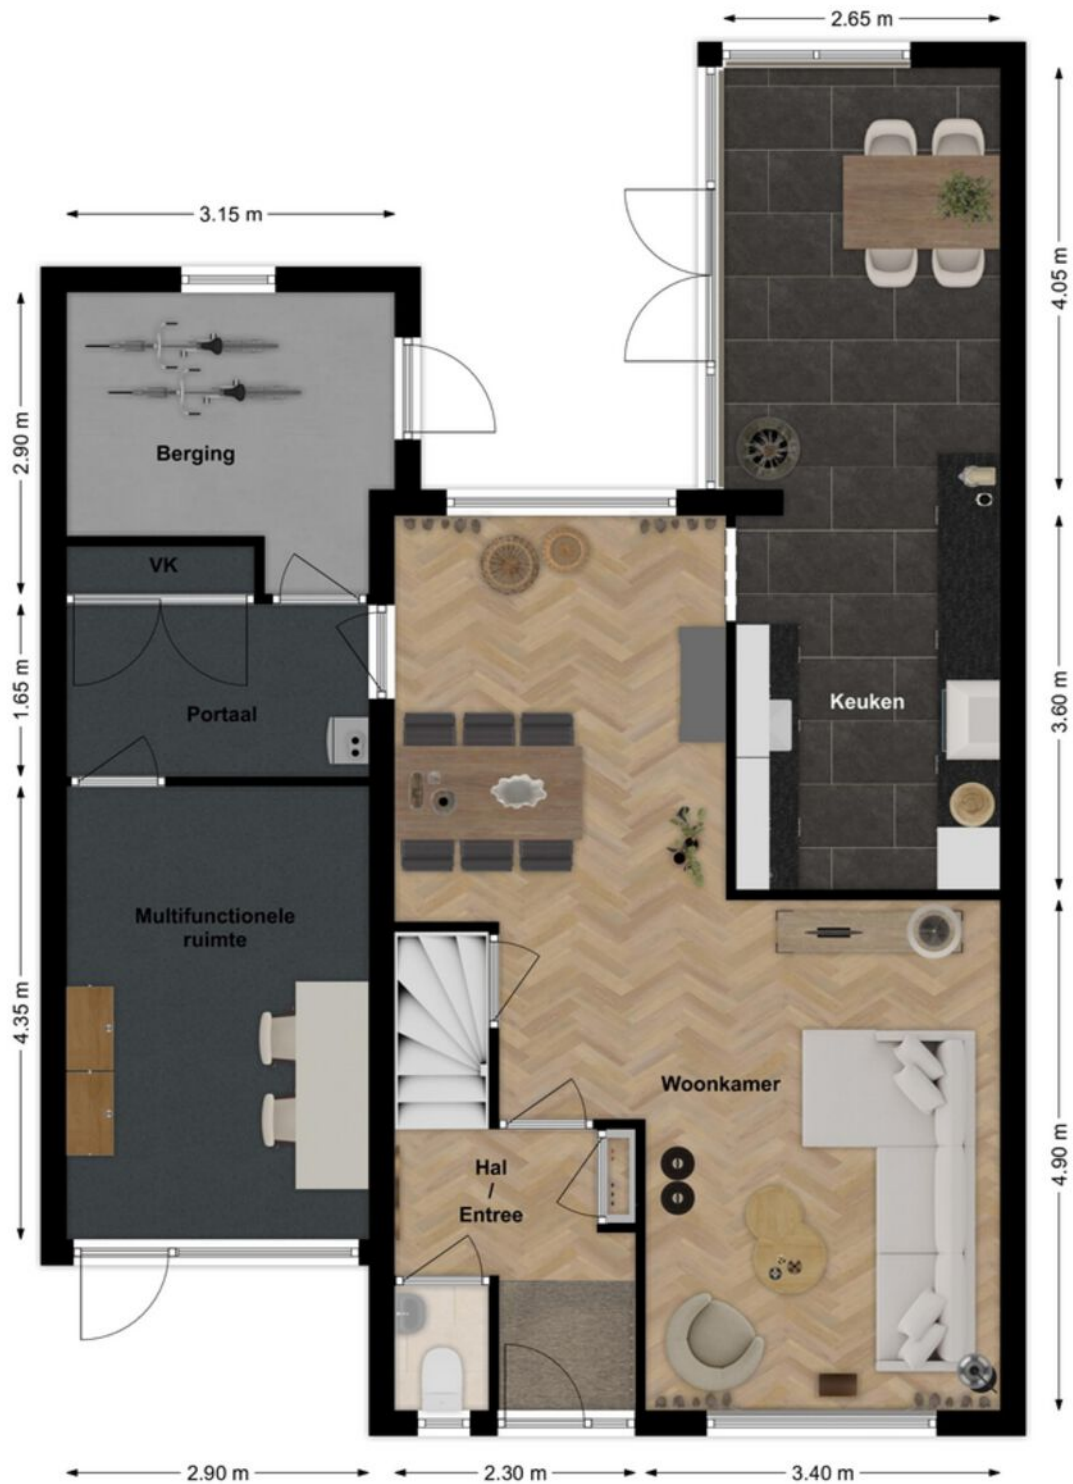 2.65 m
3.15 m
4.05 m
2.90 m
Berging
VK
1.65 m
Portaal
Keuken
3.60 m
Multifunctionele
ruimte
4.35 m
Woonkamer
4.90 m
Hal
/
Entree
2.90 m
2.30 m
3.40 m